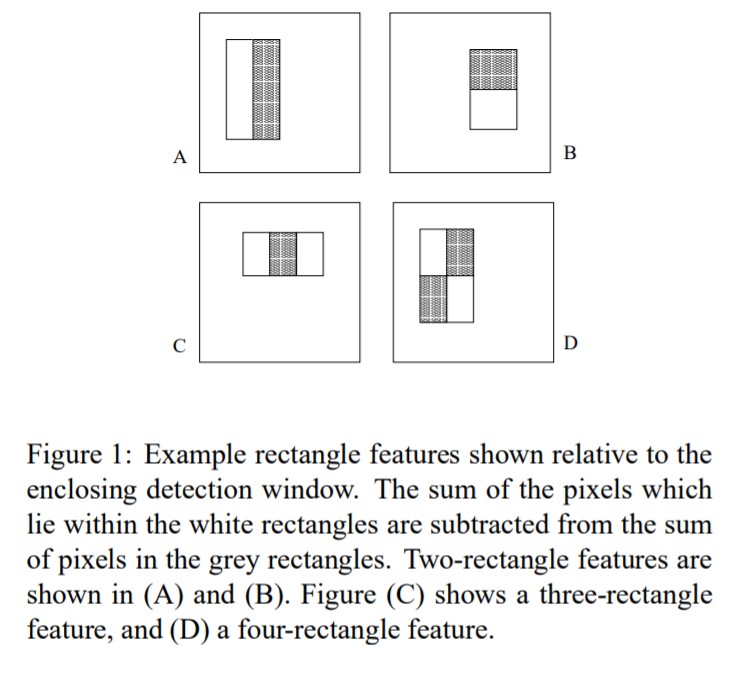 A
B
C
D
Figure 1: Example rectangle features shown relative to the
enclosing detection window. The sum of the pixels which
lie within the white rectangles are subtracted from the sum
of pixels in the grey rectangles. Two-rectangle features are
shown in (A) and (B). Figure (C) shows a three-rectangle
feature, and (D) a four-rectangle feature.